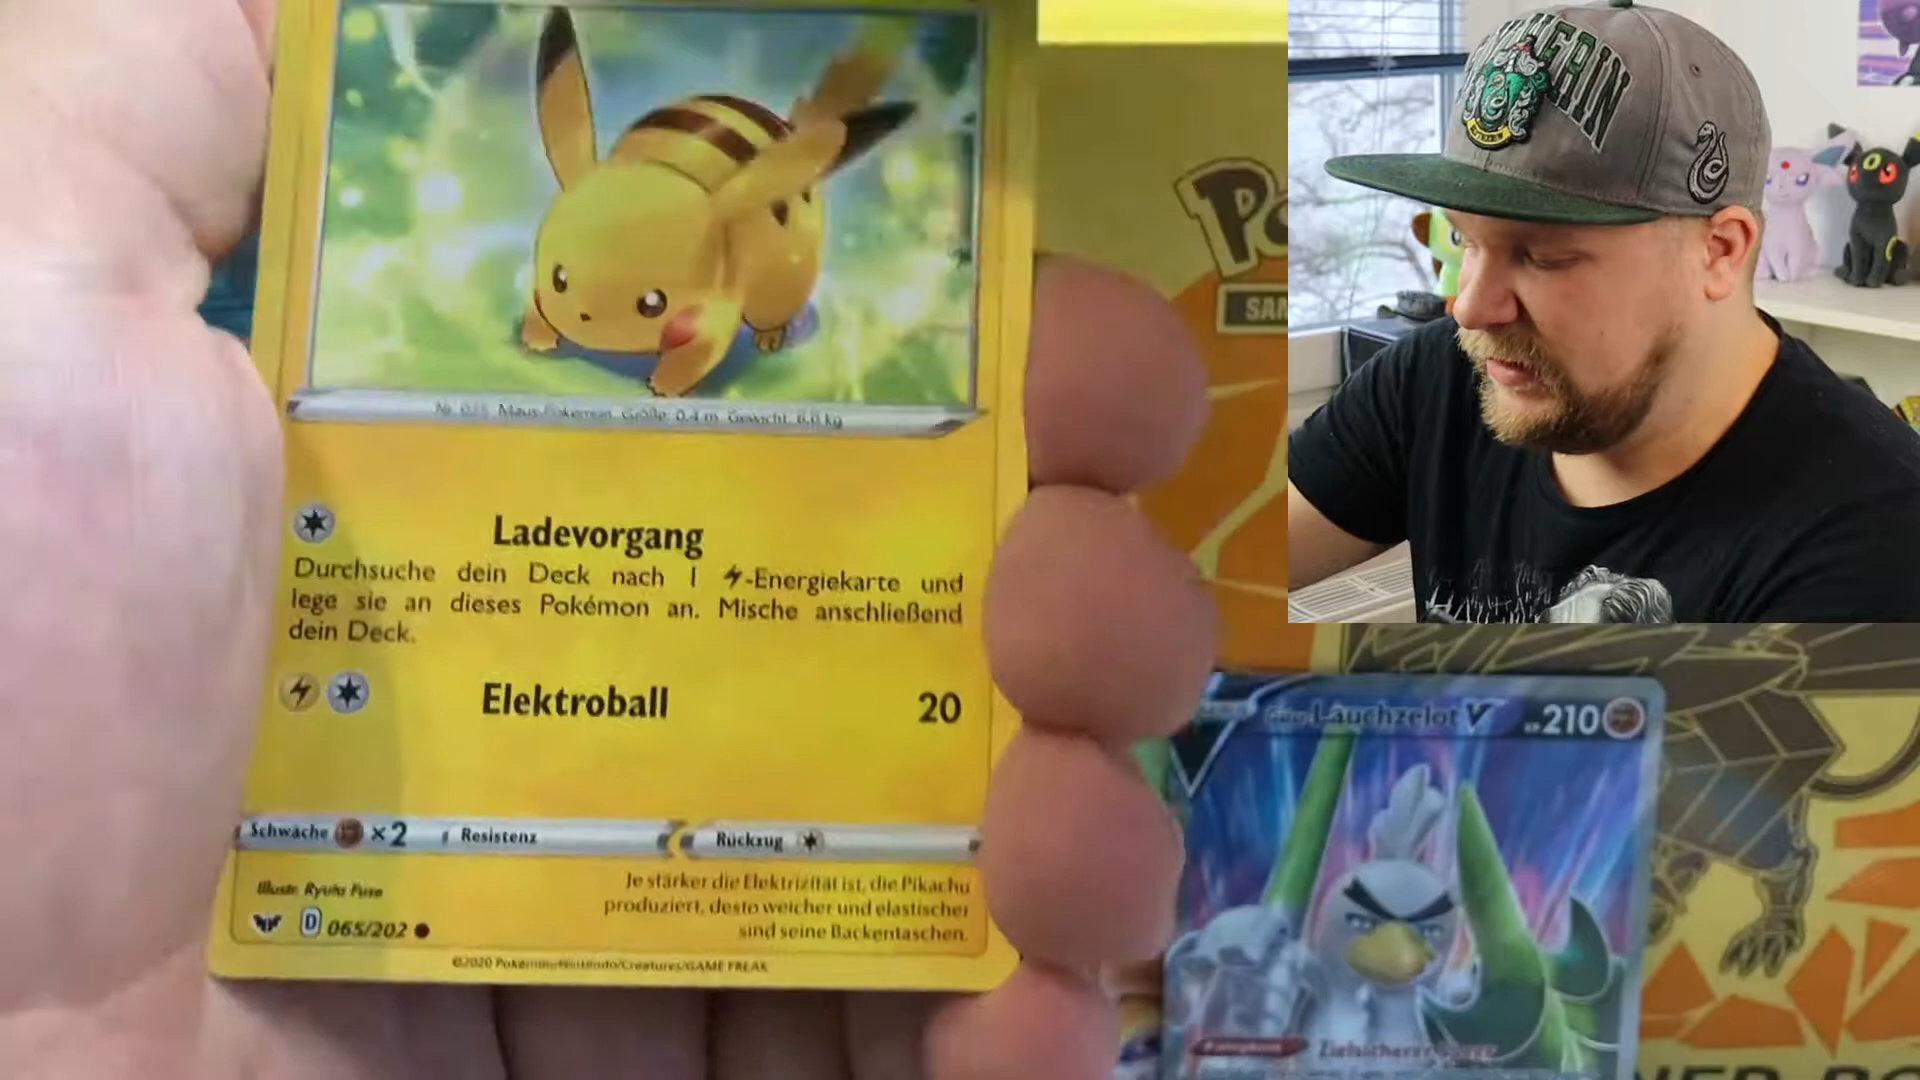 Nr. 025 Maus-Pokémon Größe: 0,4 m Gewicht: 6,0 kg
Ladevorgang
Durchsuche dein Deck nach 1 -Energiekarte und
lege sie an dieses Pokémon an. Mische anschließend
dein Deck.
Elektroball 20
Schwäche ×2 Resistenz Rückzug
Illustr. Ryuta Fuse
D 065/202
Je stärker die Elektrizität ist, die Pikachu
produziert, desto weicher und elastischer
sind seine Backentaschen.
©2020 Pokémon/Nintendo/Creatures/GAME FREAK
Po
SAM
Lauchzelot V 210